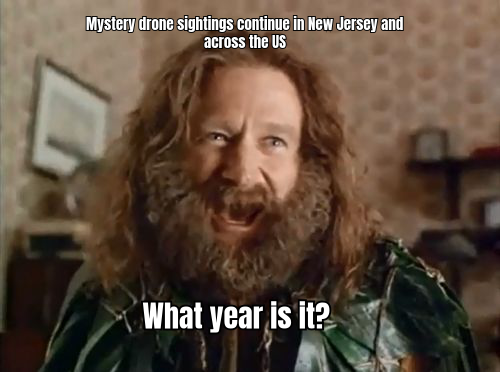 Mystery drone sightings continue in New Jersey and
across the US
What year is it?